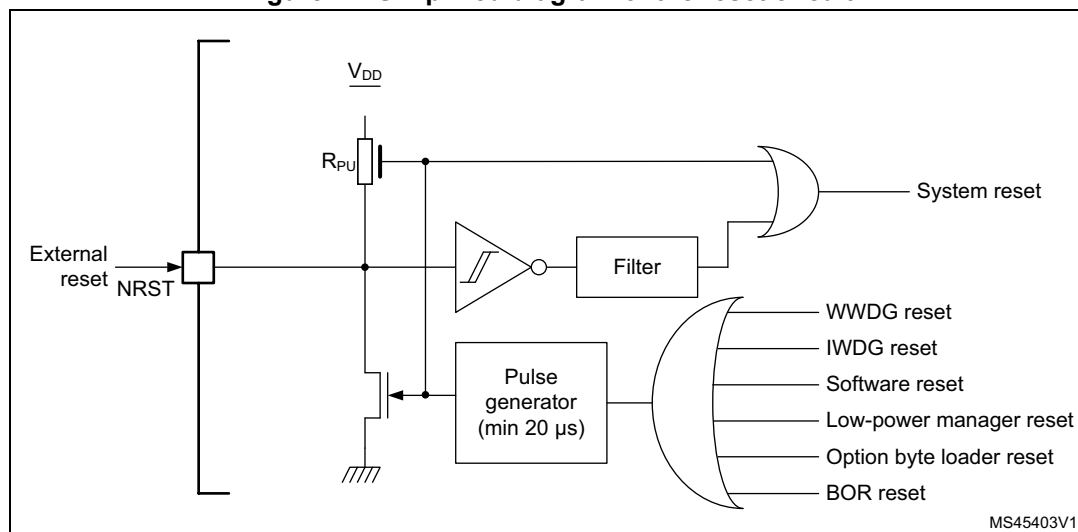 V_DD
R_PU
System reset
External
reset
NRST
Filter
WWDG reset
IWDG reset
Software reset
Low-power manager reset
Option byte loader reset
BOR reset
Pulse
generator
(min 20 µs)
MS45403V1